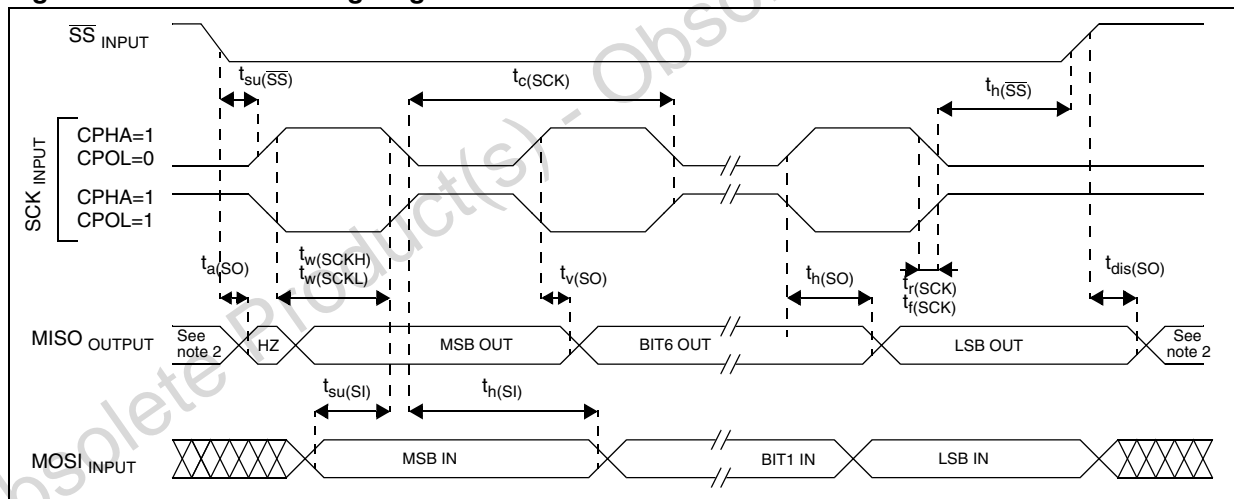 SS INPUT
tsu(SS)
tc(SCK)
th(SS)
SCK INPUT
CPHA=1
CPOL=0
CPHA=1
CPOL=1
ta(SO)
tw(SCKH)
tw(SCKL)
tv(SO)
th(SO)
tr(SCK)
tf(SCK)
tdis(SO)
MISO OUTPUT
See
note 2
HZ
MSB OUT
BIT6 OUT
LSB OUT
See
note 2
tsu(SI)
th(SI)
MOSI INPUT
MSB IN
BIT1 IN
LSB IN
Obsolete Product(s) - Obso